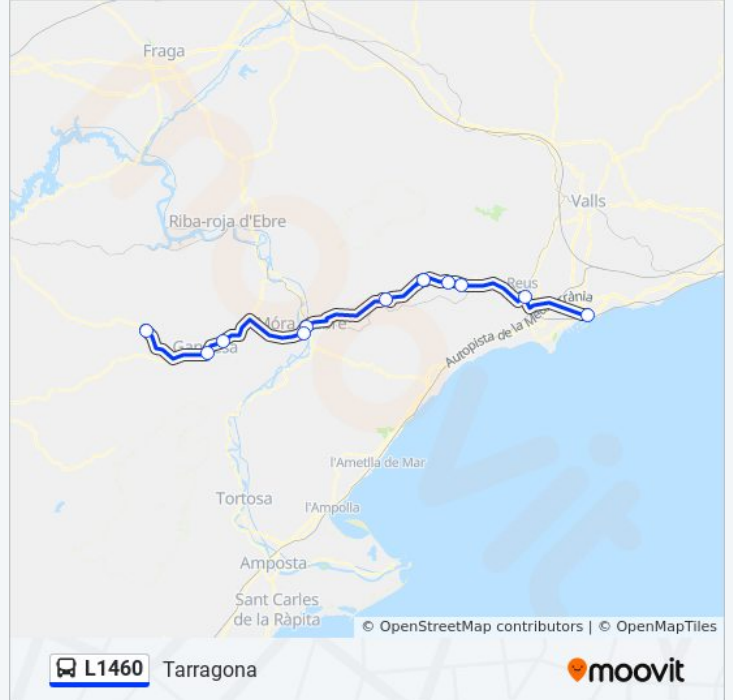 Fraga
Valls
Riba-roja d'Ebre
Reus
Autopista de la Mediterrània
Móra d'Ebre
Gandesa
l'Ametlla de Mar
Tortosa
l'Ampolla
Amposta
Sant Carles
de la Ràpita
moovit
© OpenStreetMap contributors | © OpenMapTiles
L1460 Tarragona
moovit